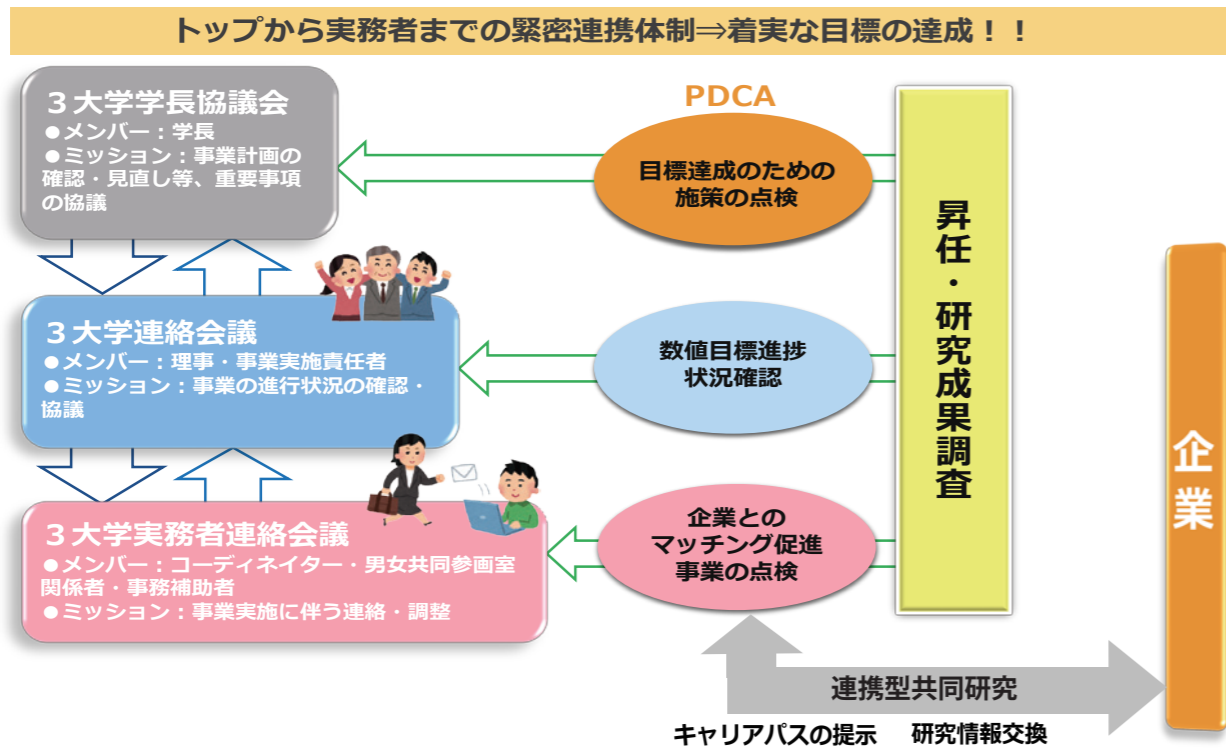 トップから実務者までの緊密連携体制⇒着実な目標の達成！！
３大学学長協議会
●メンバー：学長
●ミッション：事業計画の
確認・見直し等、重要事項
の協議
３大学連絡会議
●メンバー：理事・事業実施責任者
●ミッション：事業の進行状況の確認・
協議
３大学実務者連絡会議
●メンバー：コーディネイター・男女共同参画室
関係者・事務補助者
●ミッション：事業実施に伴う連絡・調整
PDCA
目標達成のための
施策の点検
数値目標進捗
状況確認
企業との
マッチング促進
事業の点検
昇任・研究成果調査
企業
連携型共同研究
キャリアパスの提示　研究情報交換